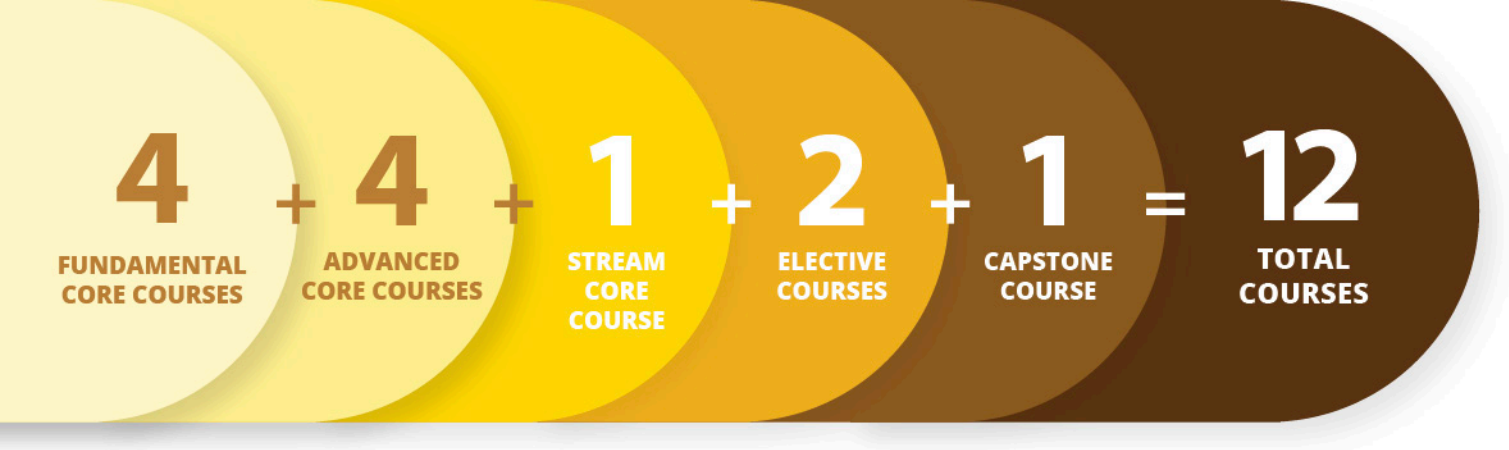 4
FUNDAMENTAL
CORE COURSES
+
4
ADVANCED
CORE COURSES
+
1
STREAM
CORE
COURSE
+
2
ELECTIVE
COURSES
+
1
CAPSTONE
COURSE
=
12
TOTAL
COURSES